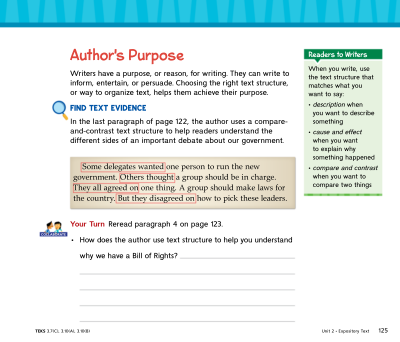 Author's Purpose
Writers have a purpose, or reason, for writing. They can write to
inform, entertain, or persuade. Choosing the right text structure,
or way to organize text, helps them achieve their purpose.
FIND TEXT EVIDENCE
In the last paragraph of page 122, the author uses a compare-
and-contrast text structure to help readers understand the
different sides of an important debate about our government.
Some delegates wanted one person to run the new
government. Others thought a group should be in charge.
They all agreed on one thing. A group should make laws for
the country. But they disagreed on how to pick these leaders.
COLLABORATE
Your Turn Reread paragraph 4 on page 123.
• How does the author use text structure to help you understand
why we have a Bill of Rights?
Readers to Writers
When you write, use
the text structure that
matches what you
want to say:
• description when
you want to describe
something
• cause and effect
when you want
to explain why
something happened
• compare and contrast
when you want to
compare two things
TEKS 3.7(C), 3.10(A), 3.10(B)
Unit 2 - Expository Text 125